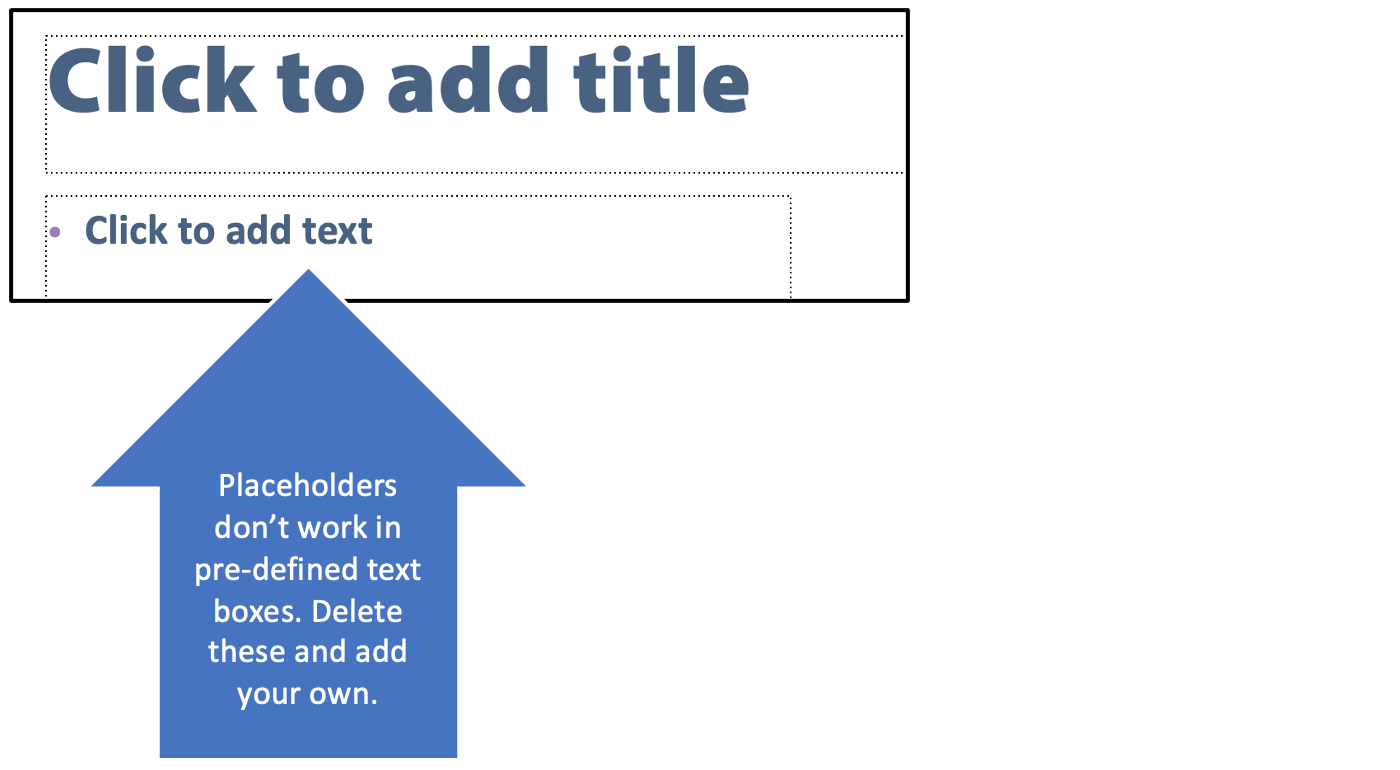 Click to add title
• Click to add text
Placeholders
don’t work in
pre-defined text
boxes. Delete
these and add
your own.